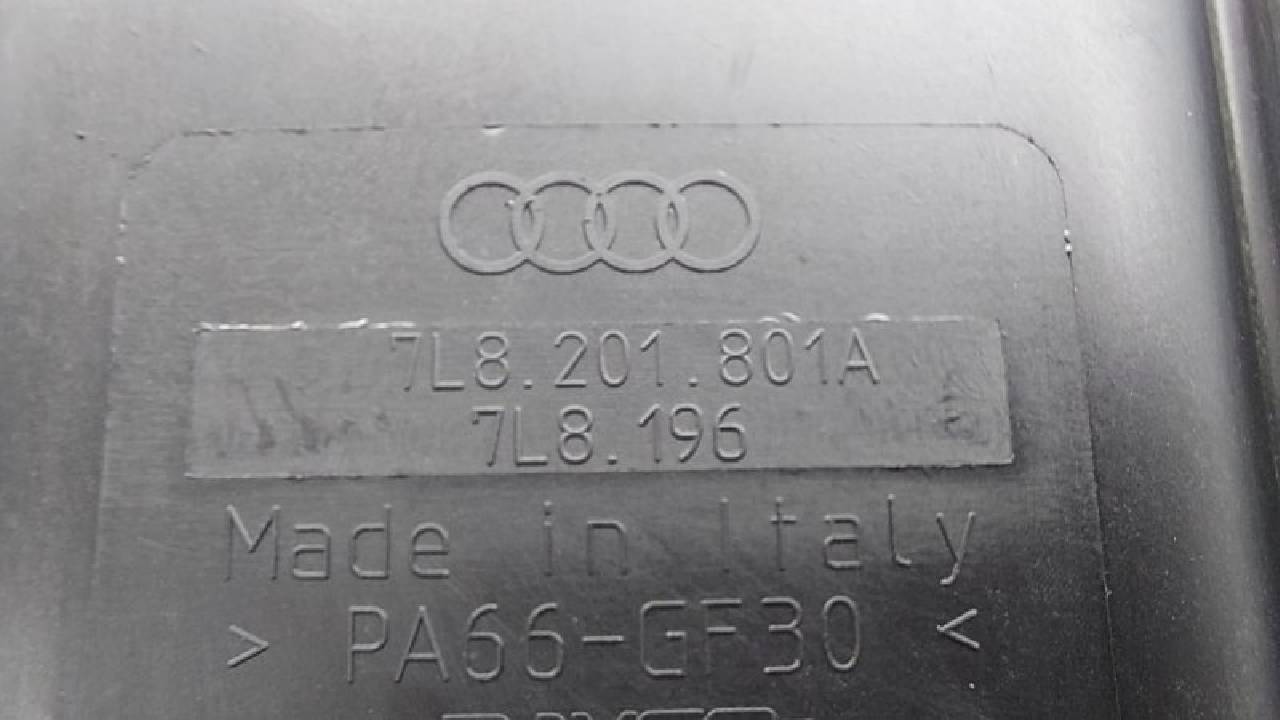 7L8.201.801A
7L8.196
Made in Italy
> PA66-GF30 <